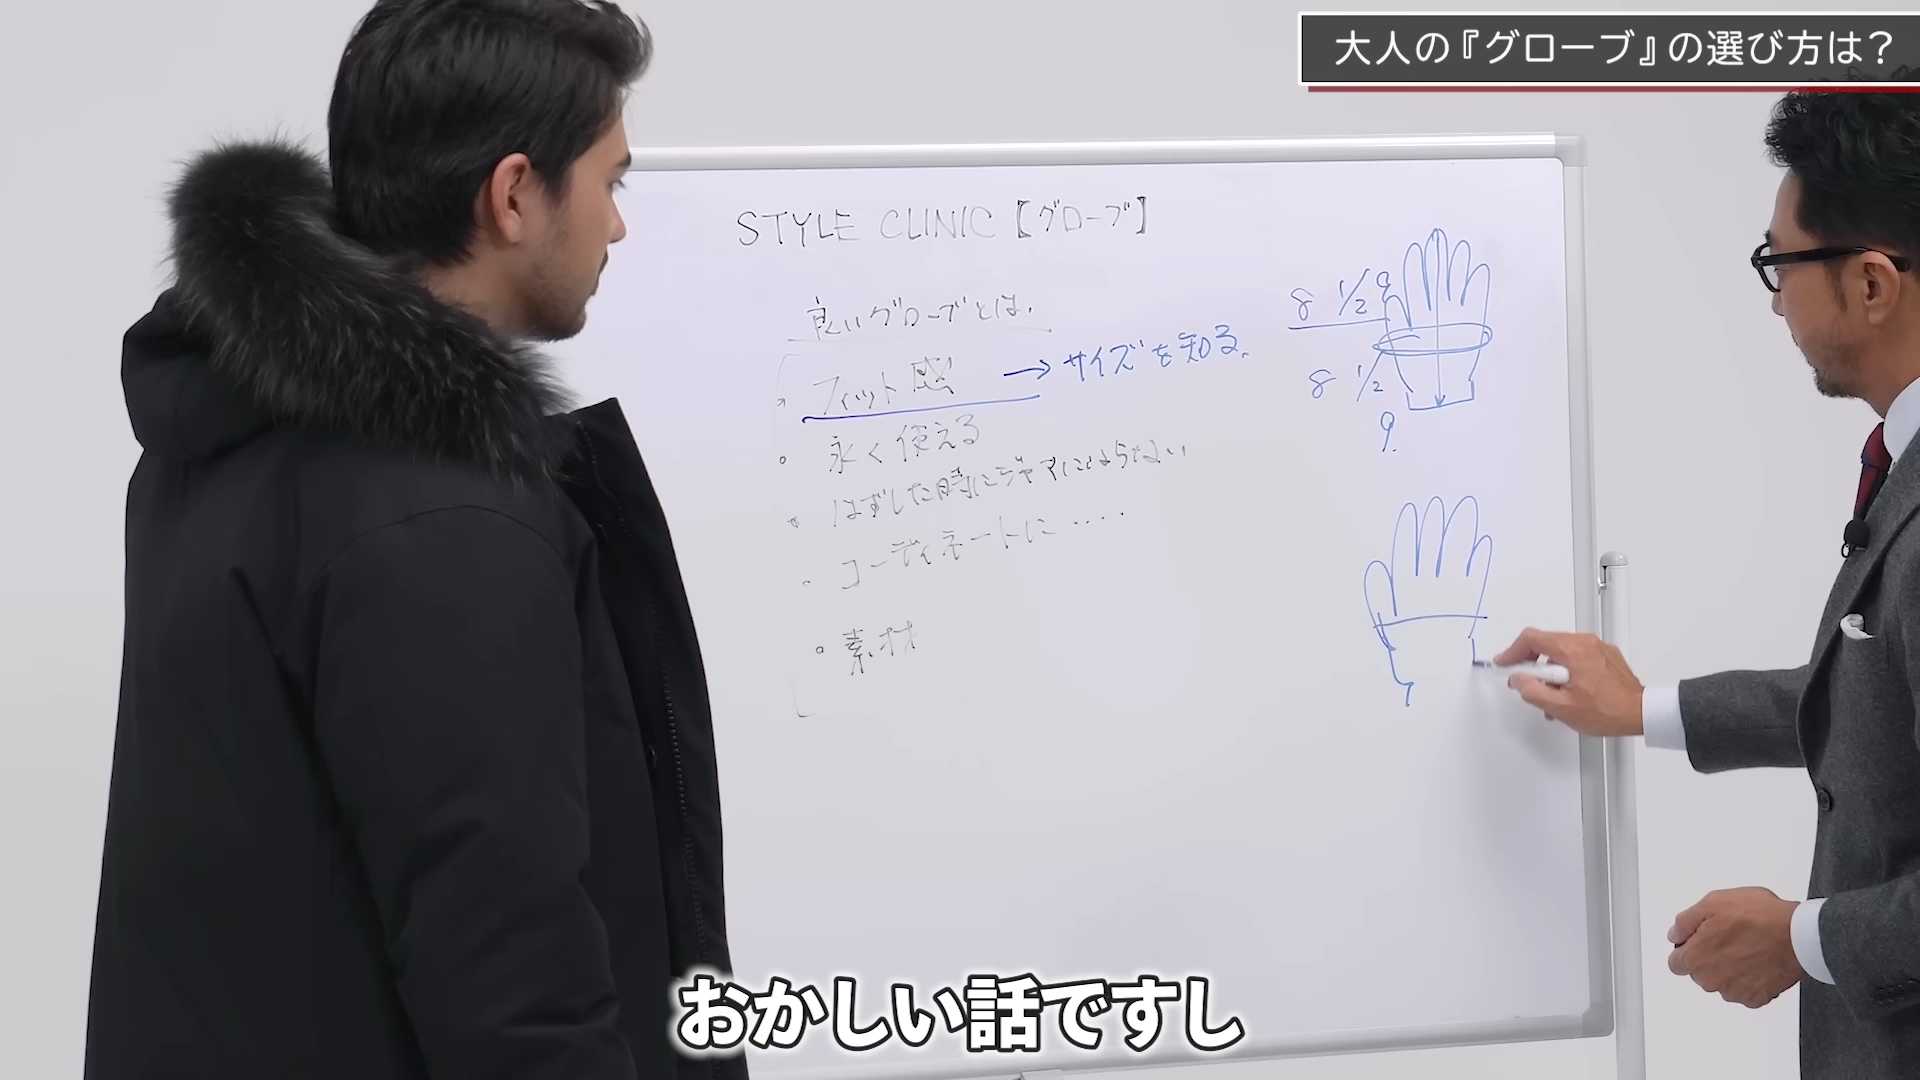 大人の『グローブ』の選び方は?
STYLE CLINIC【グローブ】
良いグローブとは、
・フィット感 → サイズを知る、
・永く使える
・はずした時にジャマにならない
・コーディネートに・・・・
・素材
8 1/2 9
8 1/2
9.
おかしい話ですし